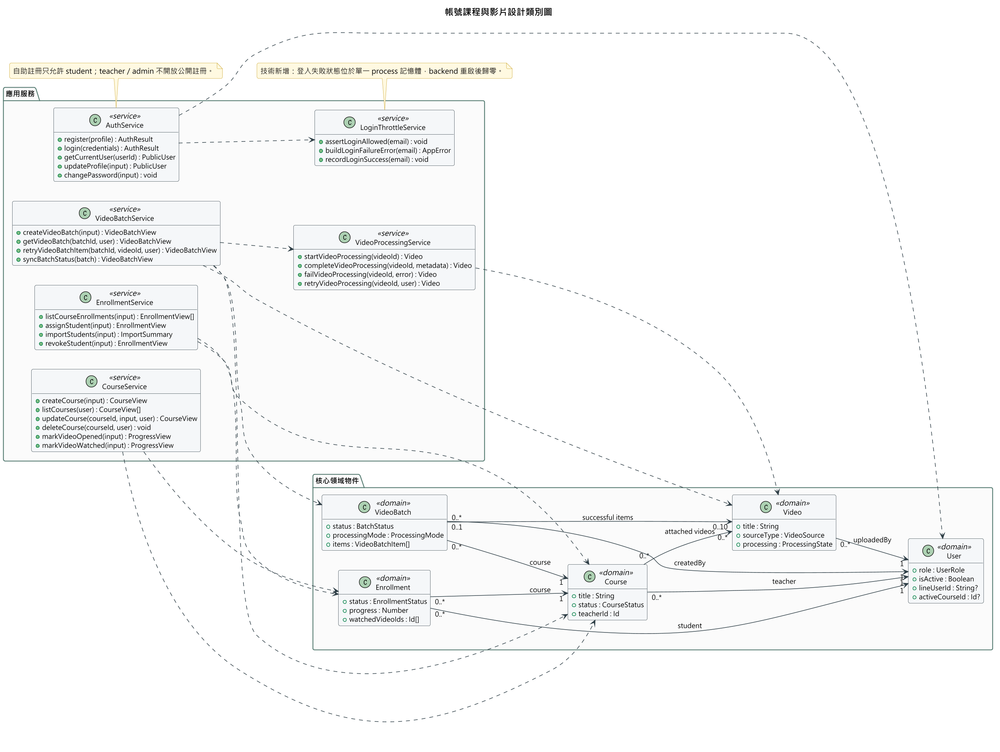 帳號課程與影片設計類別圖
自助註冊只允許 student；teacher / admin 不開放公開註冊。
技術新增：登入失敗狀態位於單一 process 記憶體，backend 重啟後歸零。
應用服務
C
«service»
AuthService
register(profile) : AuthResult
login(credentials) : AuthResult
getCurrentUser(userId) : PublicUser
updateProfile(input) : PublicUser
changePassword(input) : void
C
«service»
LoginThrottleService
assertLoginAllowed(email) : void
buildLoginFailureError(email) : AppError
recordLoginSuccess(email) : void
C
«service»
VideoBatchService
createVideoBatch(input) : VideoBatchView
getVideoBatch(batchId, user) : VideoBatchView
retryVideoBatchItem(batchId, videoId, user) : VideoBatchView
syncBatchStatus(batch) : VideoBatchView
C
«service»
VideoProcessingService
startVideoProcessing(videoId) : Video
completeVideoProcessing(videoId, metadata) : Video
failVideoProcessing(videoId, error) : Video
retryVideoProcessing(videoId, user) : Video
C
«service»
EnrollmentService
listCourseEnrollments(input) : EnrollmentView[]
assignStudent(input) : EnrollmentView
importStudents(input) : ImportSummary
revokeStudent(input) : EnrollmentView
C
«service»
CourseService
createCourse(input) : CourseView
listCourses(user) : CourseView[]
updateCourse(courseId, input, user) : CourseView
deleteCourse(courseId, user) : void
markVideoOpened(input) : ProgressView
markVideoWatched(input) : ProgressView
核心領域物件
C
«domain»
VideoBatch
status : BatchStatus
processingMode : ProcessingMode
items : VideoBatchItem[]
0..*
0..1
0..*
successful items
0..10
attached videos
0..*
0..*
course
1
createdBy
C
«domain»
Video
title : String
sourceType : VideoSource
processing : ProcessingState
0..*
uploadedBy
1
C
«domain»
User
role : UserRole
isActive : Boolean
lineUserId : String?
activeCourseId : Id?
1
1
1
C
«domain»
Enrollment
status : EnrollmentStatus
progress : Number
watchedVideoIds : Id[]
0..*
0..*
course
1
C
«domain»
Course
title : String
status : CourseStatus
teacherId : Id
0..*
teacher
student